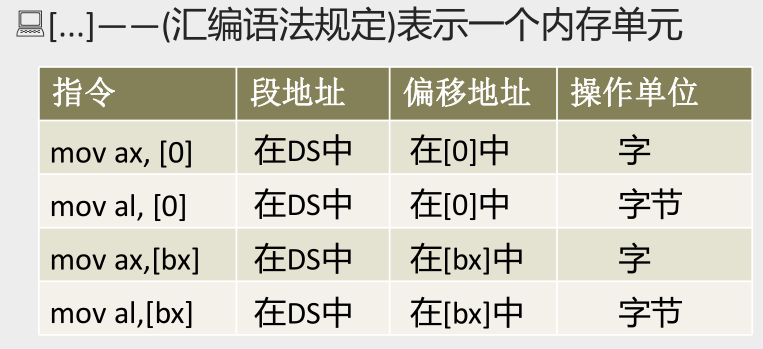 [...]——(汇编语法规定)表示一个内存单元
指令 段地址 偏移地址 操作单位
mov ax, [0] 在DS中 在[0]中 字
mov al, [0] 在DS中 在[0]中 字节
mov ax,[bx] 在DS中 在[bx]中 字
mov al,[bx] 在DS中 在[bx]中 字节